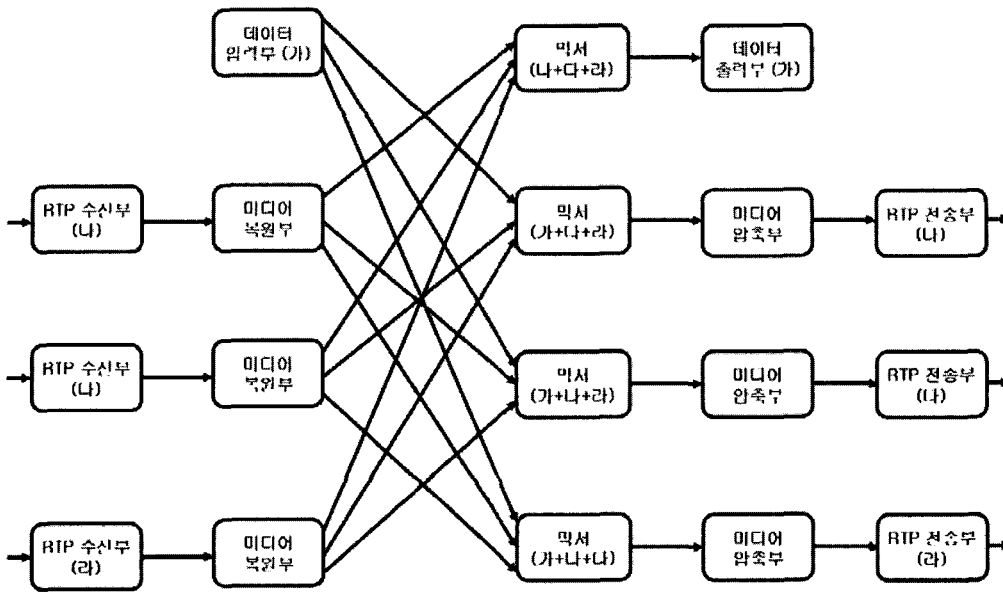 데이터
입력부 (가)
믹서
(나+다+라)
데이터
출력부 (가)
RTP 수신부
(나)
미디어
복원부
믹서
(가+다+라)
미디어
압축부
RTP 전송부
(나)
RTP 수신부
(다)
미디어
복원부
믹서
(가+나+라)
미디어
압축부
RTP 전송부
(다)
RTP 수신부
(라)
미디어
복원부
믹서
(가+나+다)
미디어
압축부
RTP 전송부
(라)